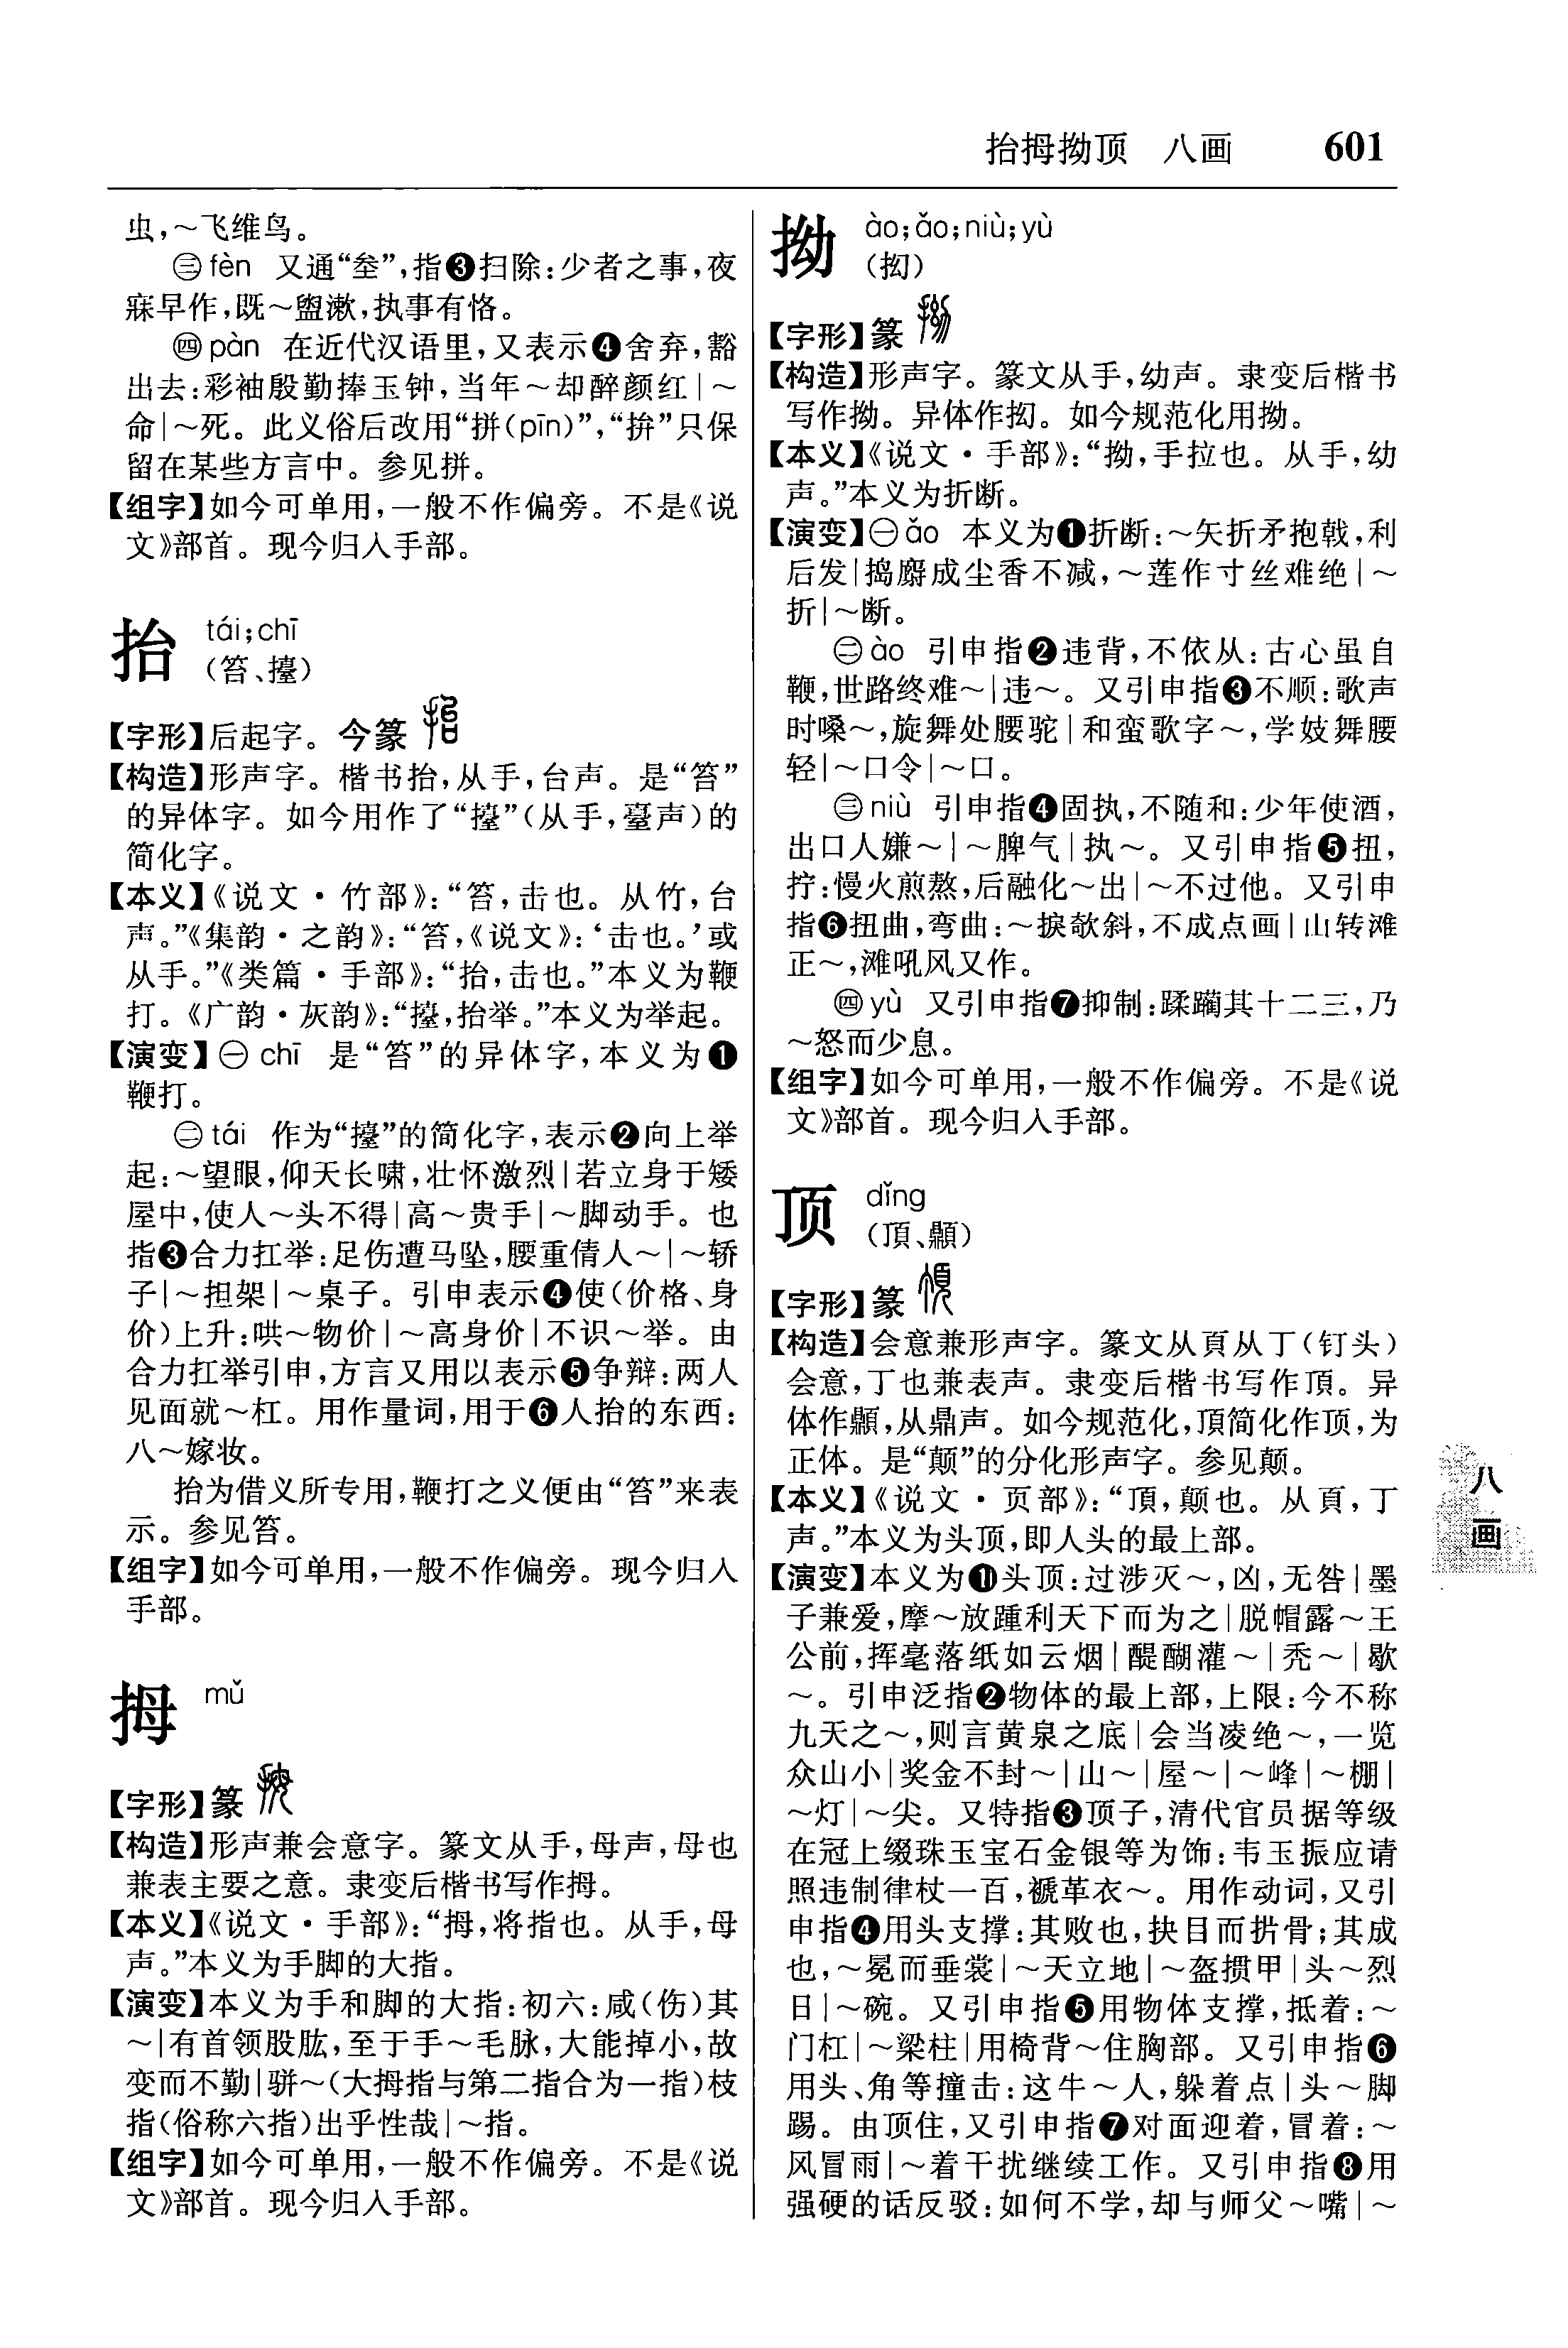 抬拇拗顶 八画 601
虫,～飞维鸟。
㊂fèn 又通“坌”,指❸扫除:少者之事,夜
寐早作,既～盥漱,执事有恪。
㊃pàn 在近代汉语里,又表示❹舍弃,豁
出去:彩袖殷勤捧玉钟,当年～却醉颜红|～
命|～死。此义俗后改用“拼(pīn)”,“拚”只保
留在某些方言中。参见拼。
【组字】如今可单用,一般不作偏旁。不是《说
文》部首。现今归入手部。
抬 tái;chī
(笞、擡)
【字形】后起字。今篆
【构造】形声字。楷书抬,从手,台声。是“笞”
的异体字。如今用作了“擡”(从手,臺声)的
简化字。
【本义】《说文·竹部》:“笞,击也。从竹,台
声。”《集韵·之韵》:“笞,《说文》:‘击也。’或
从手。”《类篇·手部》:“抬,击也。”本义为鞭
打。《广韵·灰韵》:“擡,抬举。”本义为举起。
【演变】㊀chī 是“笞”的异体字,本义为❶
鞭打。
㊁tái 作为“擡”的简化字,表示❷向上举
起:～望眼,仰天长啸,壮怀激烈|若立身于矮
屋中,使人～头不得|高～贵手|～脚动手。也
指❸合力扛举:足伤遭马坠,腰重倩人～|～轿
子|～担架|～桌子。引申表示❹使(价格、身
价)上升:哄～物价|～高身价|不识～举。由
合力扛举引申,方言又用以表示❺争辩:两人
见面就～杠。用作量词,用于❻人抬的东西:
八～嫁妆。
抬为借义所专用,鞭打之义便由“笞”来表
示。参见笞。
【组字】如今可单用,一般不作偏旁。现今归入
手部。
拇 mǔ
【字形】篆
【构造】形声兼会意字。篆文从手,母声,母也
兼表主要之意。隶变后楷书写作拇。
【本义】《说文·手部》:“拇,将指也。从手,母
声。”本义为手脚的大指。
【演变】本义为手和脚的大指:初六:咸(伤)其
～|有首领股肱,至于手～毛脉,大能掉小,故
变而不勤|骈～(大拇指与第二指合为一指)枝
指(俗称六指)出乎性哉|～指。
【组字】如今可单用,一般不作偏旁。不是《说
文》部首。现今归入手部。
拗 ào;ǎo;niù;yù
(抝)
【字形】篆
【构造】形声字。篆文从手,幼声。隶变后楷书
写作拗。异体作抝。如今规范化用拗。
【本义】《说文·手部》:“拗,手拉也。从手,幼
声。”本义为折断。
【演变】㊀ǎo 本义为❶折断:～矢折矛抱戟,利
后发|捣麝成尘香不减,～莲作寸丝难绝|～
折|～断。
㊁ào 引申指❷违背,不依从:古心虽自
鞭,世路终难～|违～。又引申指❸不顺:歌声
时嗓～,旋舞处腰驼|和蛮歌字～,学妓舞腰
轻|～口令|～口。
㊂niù 引申指❹固执,不随和:少年使酒,
出口人嫌～|～脾气|执～。又引申指❺扭,
拧:慢火煎熬,后融化～出|～不过他。又引申
指❻扭曲,弯曲:～捩欹斜,不成点画|山转滩
正～,滩吼风又作。
㊃yù 又引申指❼抑制:蹂躏其十二三,乃
～怒而少息。
【组字】如今可单用,一般不作偏旁。不是《说
文》部首。现今归入手部。
顶 dǐng
(頂、顠)
【字形】篆
【构造】会意兼形声字。篆文从頁从丁(钉头)
会意,丁也兼表声。隶变后楷书写作頂。异
体作顠,从鼎声。如今规范化,頂简化作顶,为
正体。是“颠”的分化形声字。参见颠。
【本义】《说文·页部》:“頂,颠也。从頁,丁
声。”本义为头顶,即人头的最上部。
【演变】本义为❶头顶:过涉灭～,凶,无咎|墨
子兼爱,摩～放踵利天下而为之|脱帽露～王
公前,挥毫落纸如云烟|醍醐灌～|秃～|歇
～。引申泛指❷物体的最上部,上限:今不称
九天之～,则言黄泉之底|会当凌绝～,一览
众山小|奖金不封～|山～|屋～|～峰|～棚|
～灯|～尖。又特指❸顶子,清代官员据等级
在冠上缀珠玉宝石金银等为饰:韦玉振应请
照违制律杖一百,褫革衣～。用作动词,又引
申指❹用头支撑:其败也,抉目而折骨;其成
也,～冕而垂裳|～天立地|～盔掼甲|头～烈
日|～碗。又引申指❺用物体支撑,抵着:～
门杠|～梁柱|用椅背～住胸部。又引申指❻
用头、角等撞击:这牛～人,躲着点|头～脚
踢。由顶住,又引申指❼对面迎着,冒着:～
风冒雨|～着干扰继续工作。又引申指❽用
强硬的话反驳:如何不学,却与师父～嘴|～
八画